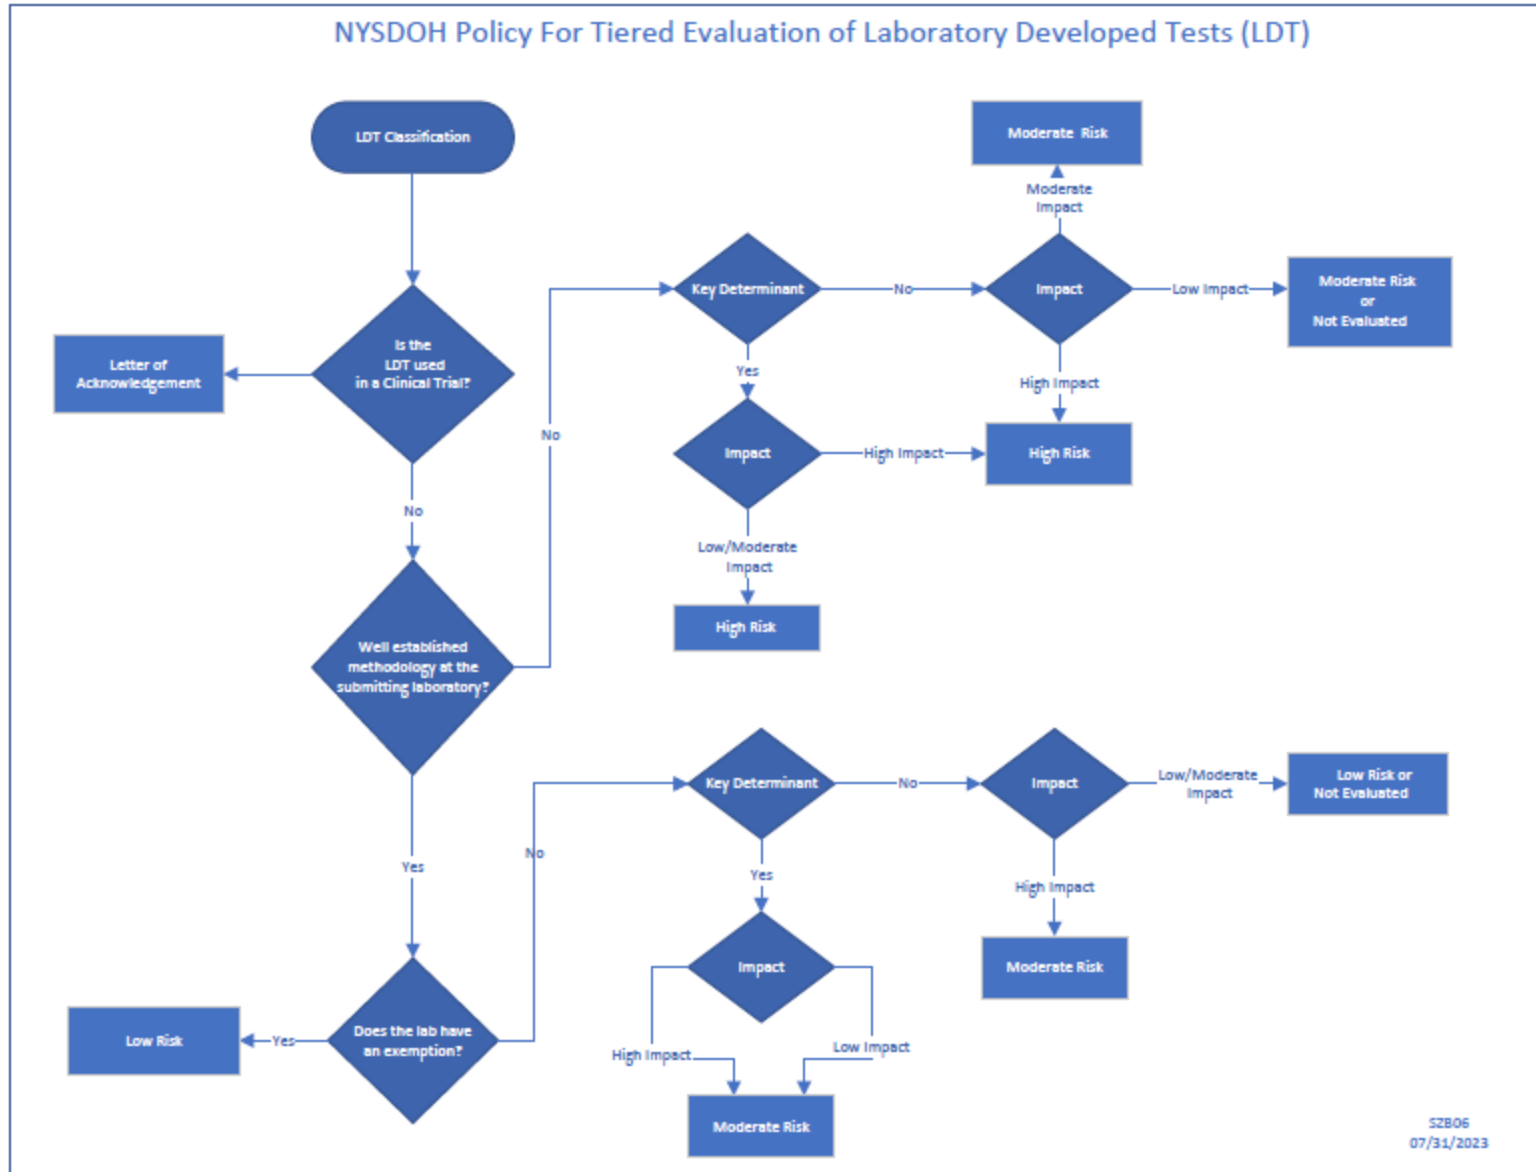 NYSDOH Policy For Tiered Evaluation of Laboratory Developed Tests (LDT)
LDT Classification
Is the
LDT used
in a Clinical Trial?
Letter of
Acknowledgement
No
Well established
methodology at the
submitting laboratory?
No
Key Determinant
No
Impact
Moderate
Impact
Moderate Risk
Low Impact
Moderate Risk
or
Not Evaluated
High Impact
High Risk
Yes
Impact
High Impact
Low/Moderate
Impact
High Risk
Yes
Does the lab have
an exemption?
Yes
Low Risk
No
Key Determinant
No
Impact
Low/Moderate
Impact
Low Risk or
Not Evaluated
High Impact
Moderate Risk
Yes
Impact
High Impact
Low Impact
Moderate Risk
SZB06
07/31/2023